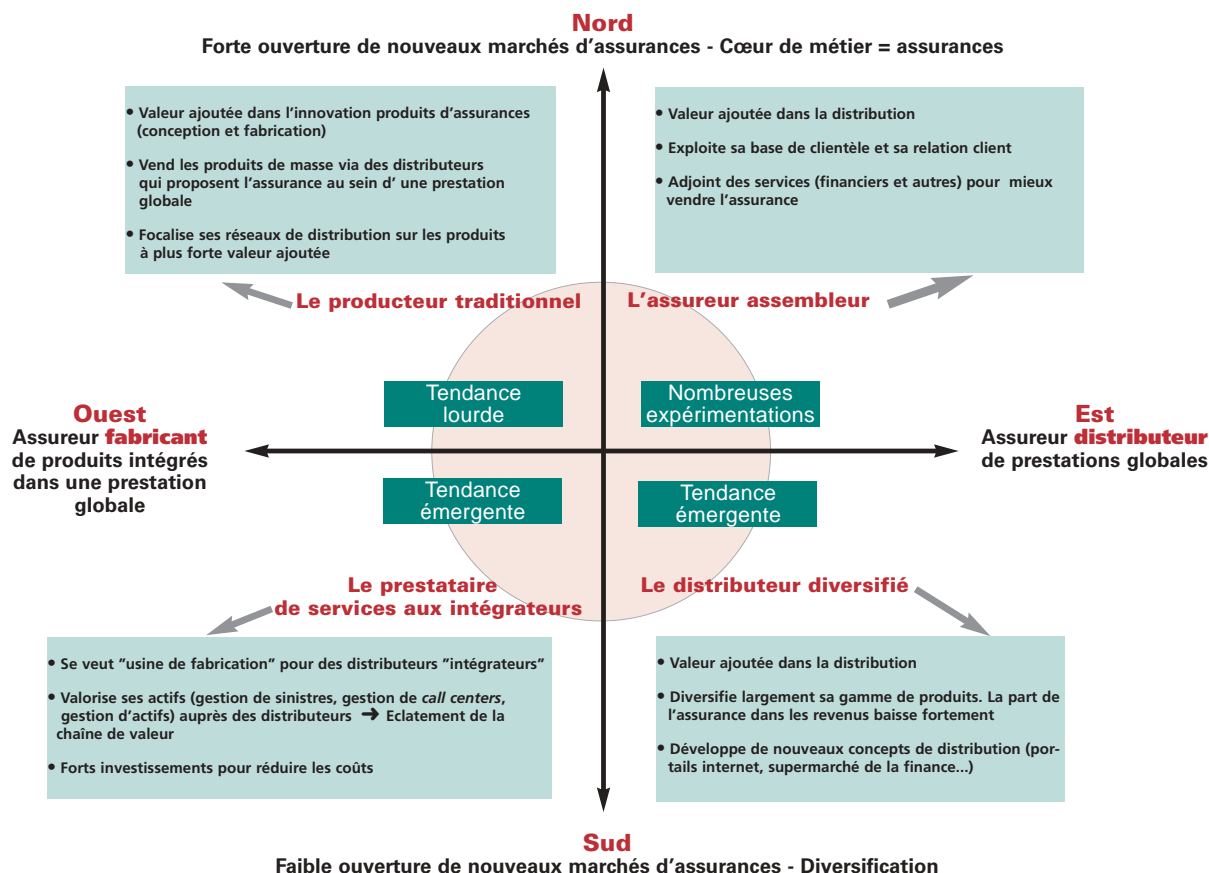 Nord
Forte ouverture de nouveaux marchés d’assurances - Cœur de métier = assurances
• Valeur ajoutée dans l’innovation produits d’assurances
(conception et fabrication)
• Vend les produits de masse via des distributeurs
qui proposent l’assurance au sein d’ une prestation
globale
• Focalise ses réseaux de distribution sur les produits
à plus forte valeur ajoutée
• Valeur ajoutée dans la distribution
• Exploite sa base de clientèle et sa relation client
• Adjoint des services (financiers et autres) pour mieux
vendre l’assurance
Le producteur traditionnel
L’assureur assembleur
Tendance
lourde
Nombreuses
expérimentations
Ouest
Assureur fabricant
de produits intégrés
dans une prestation
globale
Est
Assureur distributeur
de prestations globales
Tendance
émergente
Tendance
émergente
Le prestataire
de services aux intégrateurs
Le distributeur diversifié
• Se veut "usine de fabrication" pour des distributeurs "intégrateurs"
• Valorise ses actifs (gestion de sinistres, gestion de call centers,
gestion d’actifs) auprès des distributeurs ➔ Eclatement de la
chaîne de valeur
• Forts investissements pour réduire les coûts
• Valeur ajoutée dans la distribution
• Diversifie largement sa gamme de produits. La part de
l’assurance dans les revenus baisse fortement
• Développe de nouveaux concepts de distribution (por-
tails internet, supermarché de la finance...)
Sud
Faible ouverture de nouveaux marchés d’assurances - Diversification